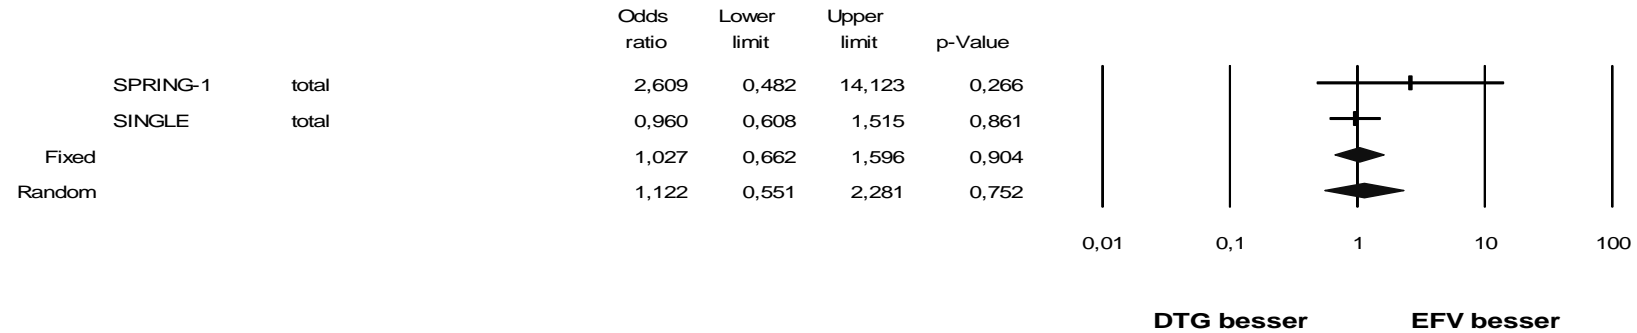 Odds Lower Upper
ratio limit limit p-Value
SPRING-1 total 2,609 0,482 14,123 0,266
SINGLE total 0,960 0,608 1,515 0,861
Fixed 1,027 0,662 1,596 0,904
Random 1,122 0,551 2,281 0,752
0,01 0,1 1 10 100
DTG besser EFV besser